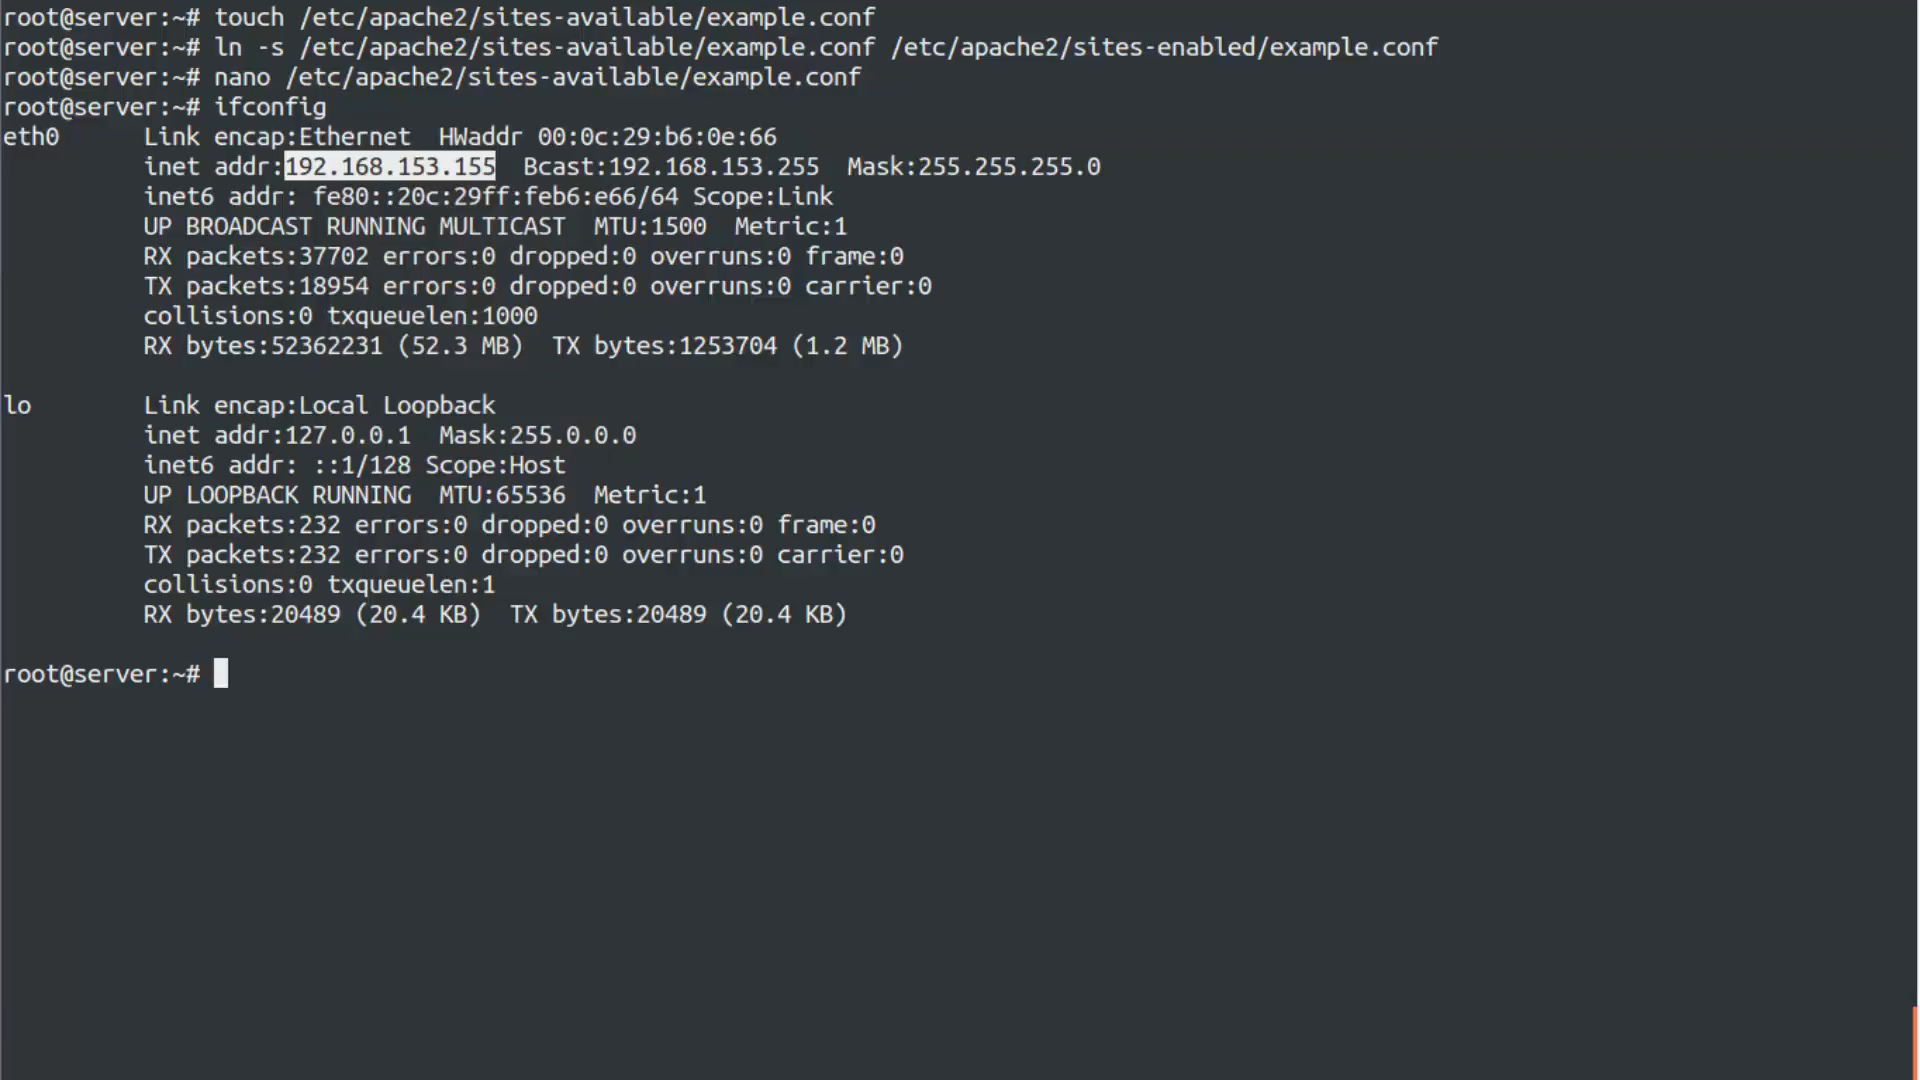 root@server:~# touch /etc/apache2/sites-available/example.conf
root@server:~# ln -s /etc/apache2/sites-available/example.conf /etc/apache2/sites-enabled/example.conf
root@server:~# nano /etc/apache2/sites-available/example.conf
root@server:~# ifconfig
eth0      Link encap:Ethernet  HWaddr 00:0c:29:b6:0e:66
          inet addr:192.168.153.155  Bcast:192.168.153.255  Mask:255.255.255.0
          inet6 addr: fe80::20c:29ff:feb6:e66/64 Scope:Link
          UP BROADCAST RUNNING MULTICAST  MTU:1500  Metric:1
          RX packets:37702 errors:0 dropped:0 overruns:0 frame:0
          TX packets:18954 errors:0 dropped:0 overruns:0 carrier:0
          collisions:0 txqueuelen:1000
          RX bytes:52362231 (52.3 MB)  TX bytes:1253704 (1.2 MB)

lo        Link encap:Local Loopback
          inet addr:127.0.0.1  Mask:255.0.0.0
          inet6 addr: ::1/128 Scope:Host
          UP LOOPBACK RUNNING  MTU:65536  Metric:1
          RX packets:232 errors:0 dropped:0 overruns:0 frame:0
          TX packets:232 errors:0 dropped:0 overruns:0 carrier:0
          collisions:0 txqueuelen:1
          RX bytes:20489 (20.4 KB)  TX bytes:20489 (20.4 KB)

root@server:~#